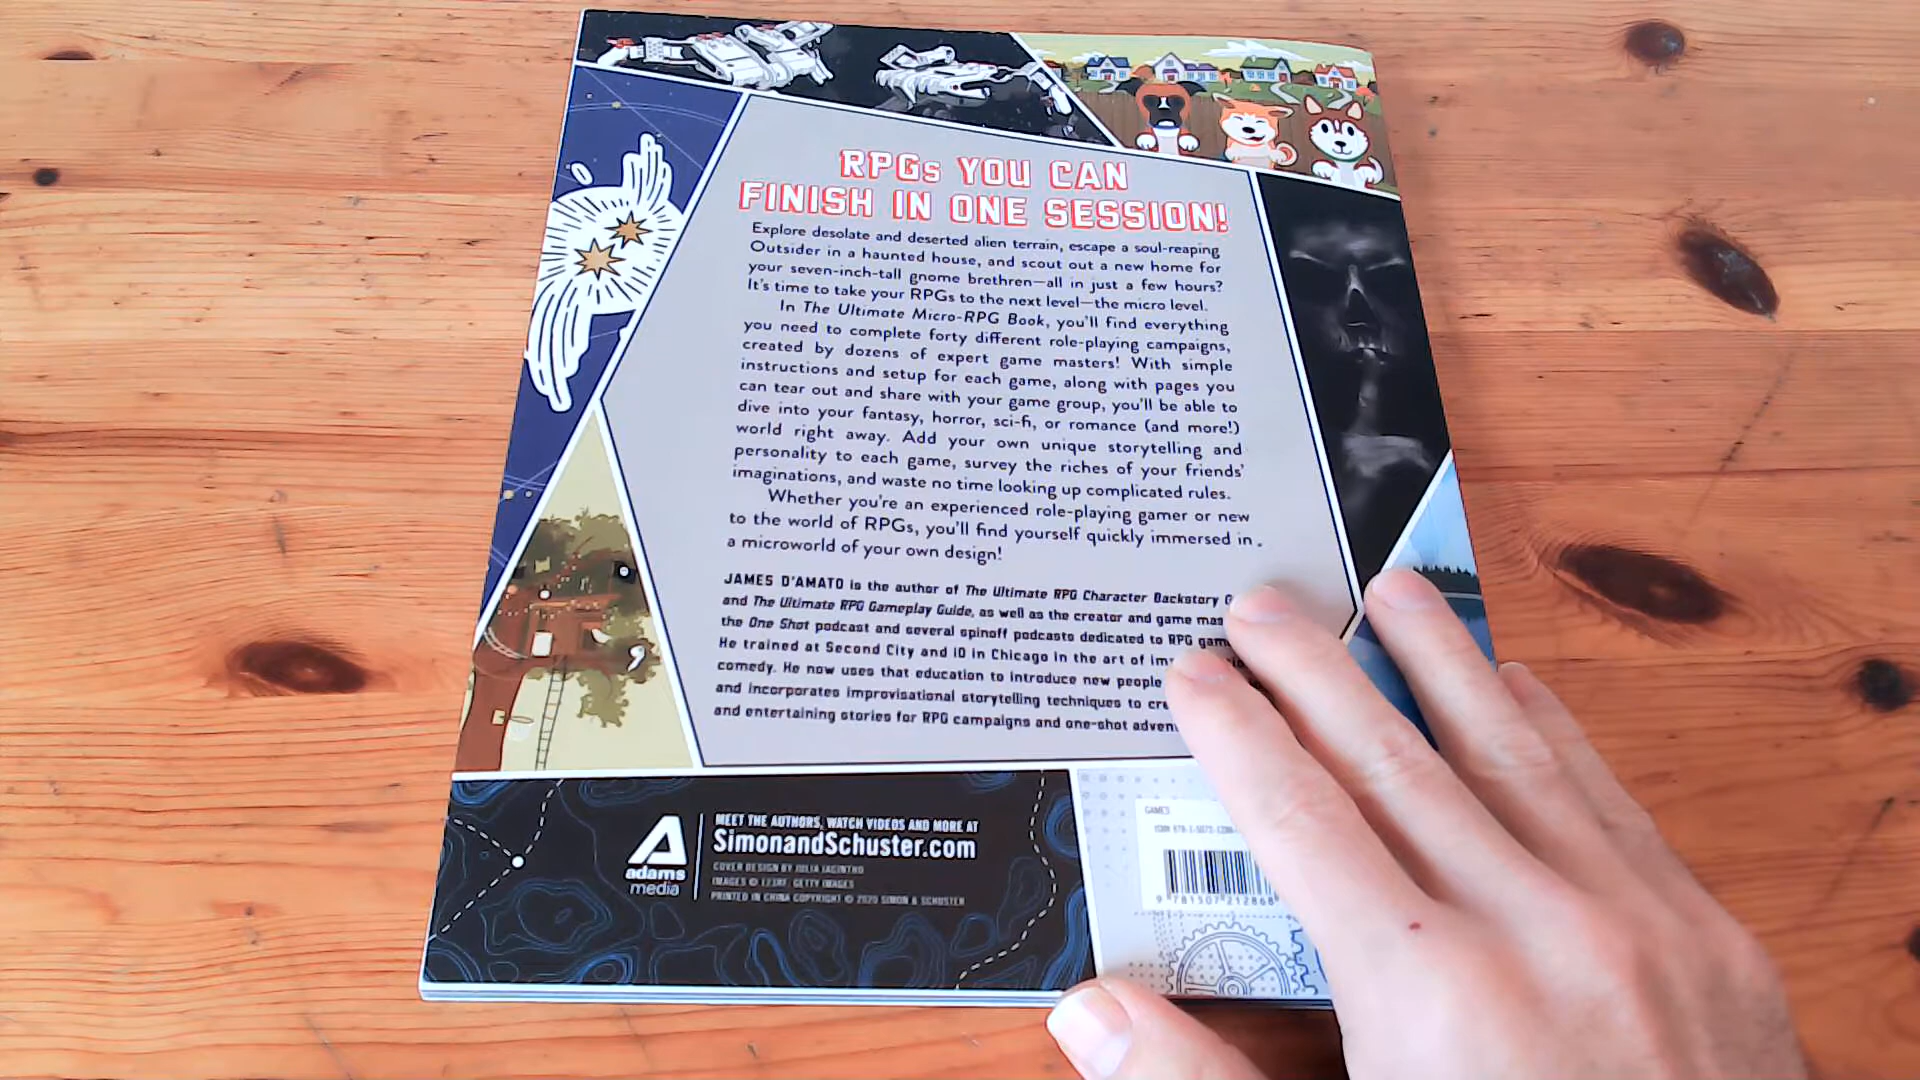 RPGs YOU CAN
FINISH IN ONE SESSION!
Explore desolate and deserted alien terrain, escape a soul-reaping
Outsider in a haunted house, and scout out a new home for
your seven-inch-tall gnome brethren—all in just a few hours?
It's time to take your RPGs to the next level—the micro level.
In The Ultimate Micro-RPG Book, you'll find everything
you need to complete forty different role-playing campaigns,
created by dozens of expert game masters! With simple
instructions and setup for each game, along with pages you
can tear out and share with your game group, you'll be able to
dive into your fantasy, horror, sci-fi, or romance (and more!)
world right away. Add your own unique storytelling and
personality to each game, survey the riches of your friends'
imaginations, and waste no time looking up complicated rules.
Whether you're an experienced role-playing gamer or new
to the world of RPGs, you'll find yourself quickly immersed in
a microworld of your own design!
JAMES D'AMATO is the author of The Ultimate RPG Character Backstory G
and The Ultimate RPG Gameplay Guide, as well as the creator and game mas
the One Shot podcast and several spinoff podcasts dedicated to RPG gam
He trained at Second City and iO in Chicago in the art of im
comedy. He now uses that education to introduce new people
and incorporates improvisational storytelling techniques to cre
and entertaining stories for RPG campaigns and one-shot adven
MEET THE AUTHORS, WATCH VIDEOS AND MORE AT
SimonandSchuster.com
adams
media
COVER DESIGN BY JULIA JACINTHO
IMAGES © 123RF, GETTY IMAGES
PRINTED IN CHINA COPYRIGHT © 2020 SIMON & SCHUSTER
GAMES
ISBN 978-1-5072-1286
9 781507 212868